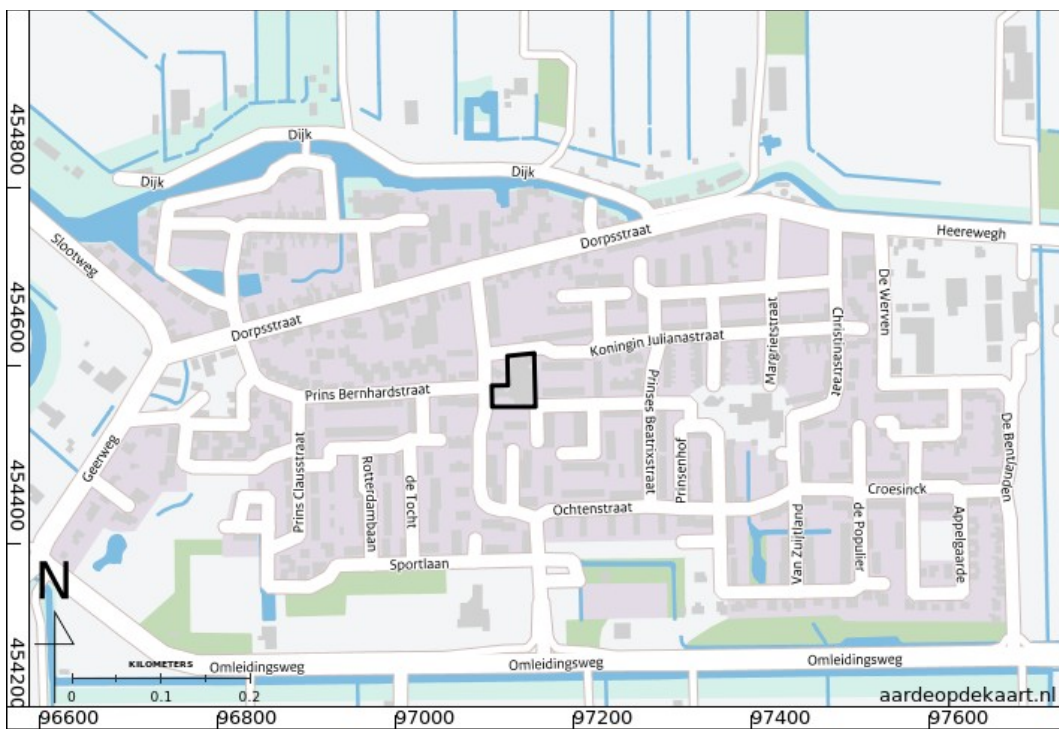 Dijk
Dijk
Dijk
Slootweg
Dorpsstraat
Heerewegh
De Werven
Dorpsstraat
Koningin Julianastraat
Margrietstraat
Christinastraat
Prins Bernhardstraat
Prinses Beatrixstraat
De Bentlanden
Geerweg
Prins Clausstraat
Rotterdambaan
de Tocht
Prinsenhof
Ochtenstraat
Croesinck
van Zuijtland
de Populier
Appelgaarde
Sportlaan
N
KILOMETERS
0 0.1 0.2
Omleidingsweg
Omleidingsweg
Omleidingsweg
aardeopdekaart.nl
454800
454600
454400
454200
96600 96800 97000 97200 97400 97600